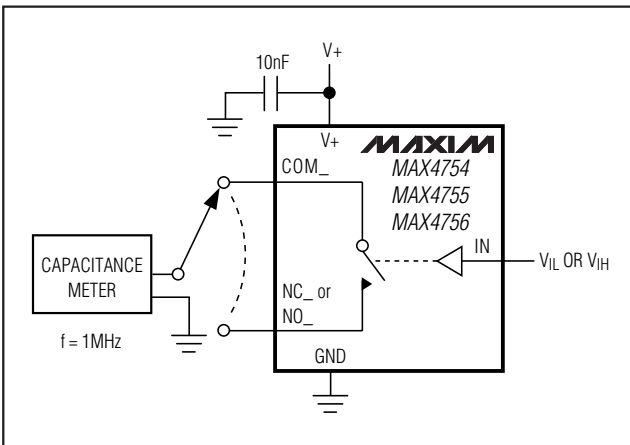 V+
10nF
V+
MAXIM
COM_
MAX4754
MAX4755
MAX4756
IN
VIL OR VIH
CAPACITANCE
METER
NC_ or
NO_
f = 1MHz
GND